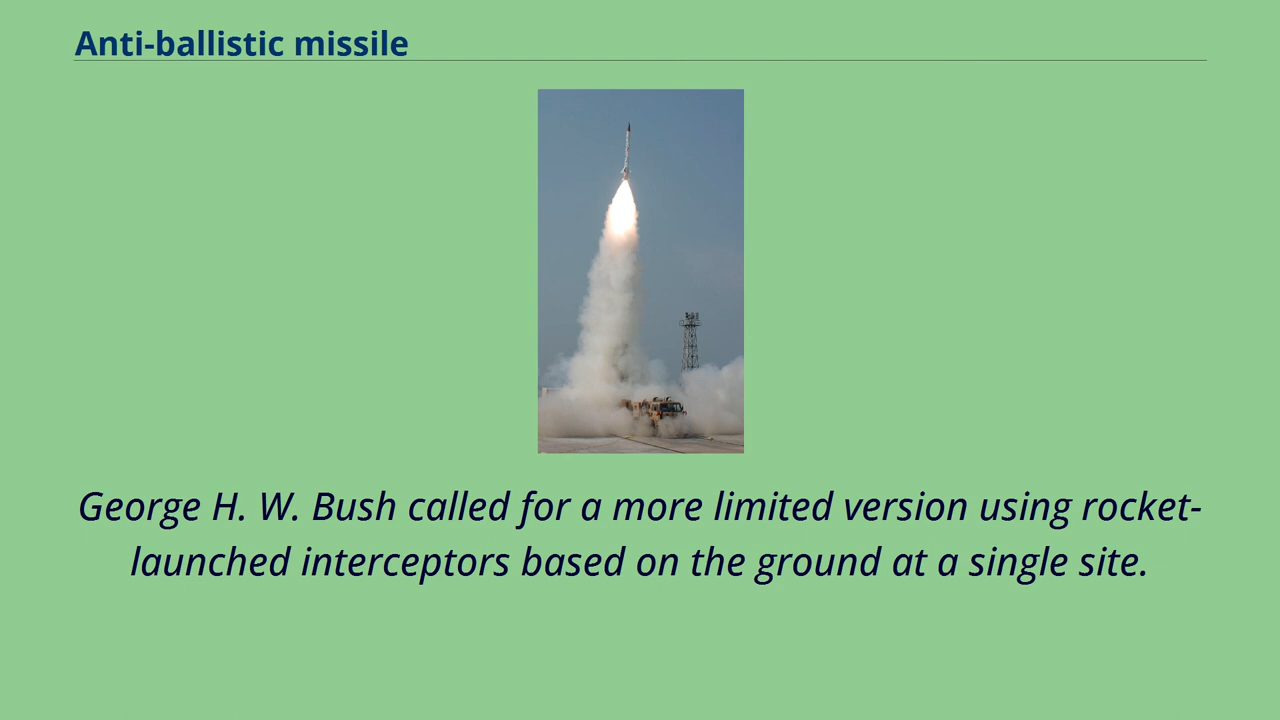 Anti-ballistic missile
George H. W. Bush called for a more limited version using rocket-
launched interceptors based on the ground at a single site.